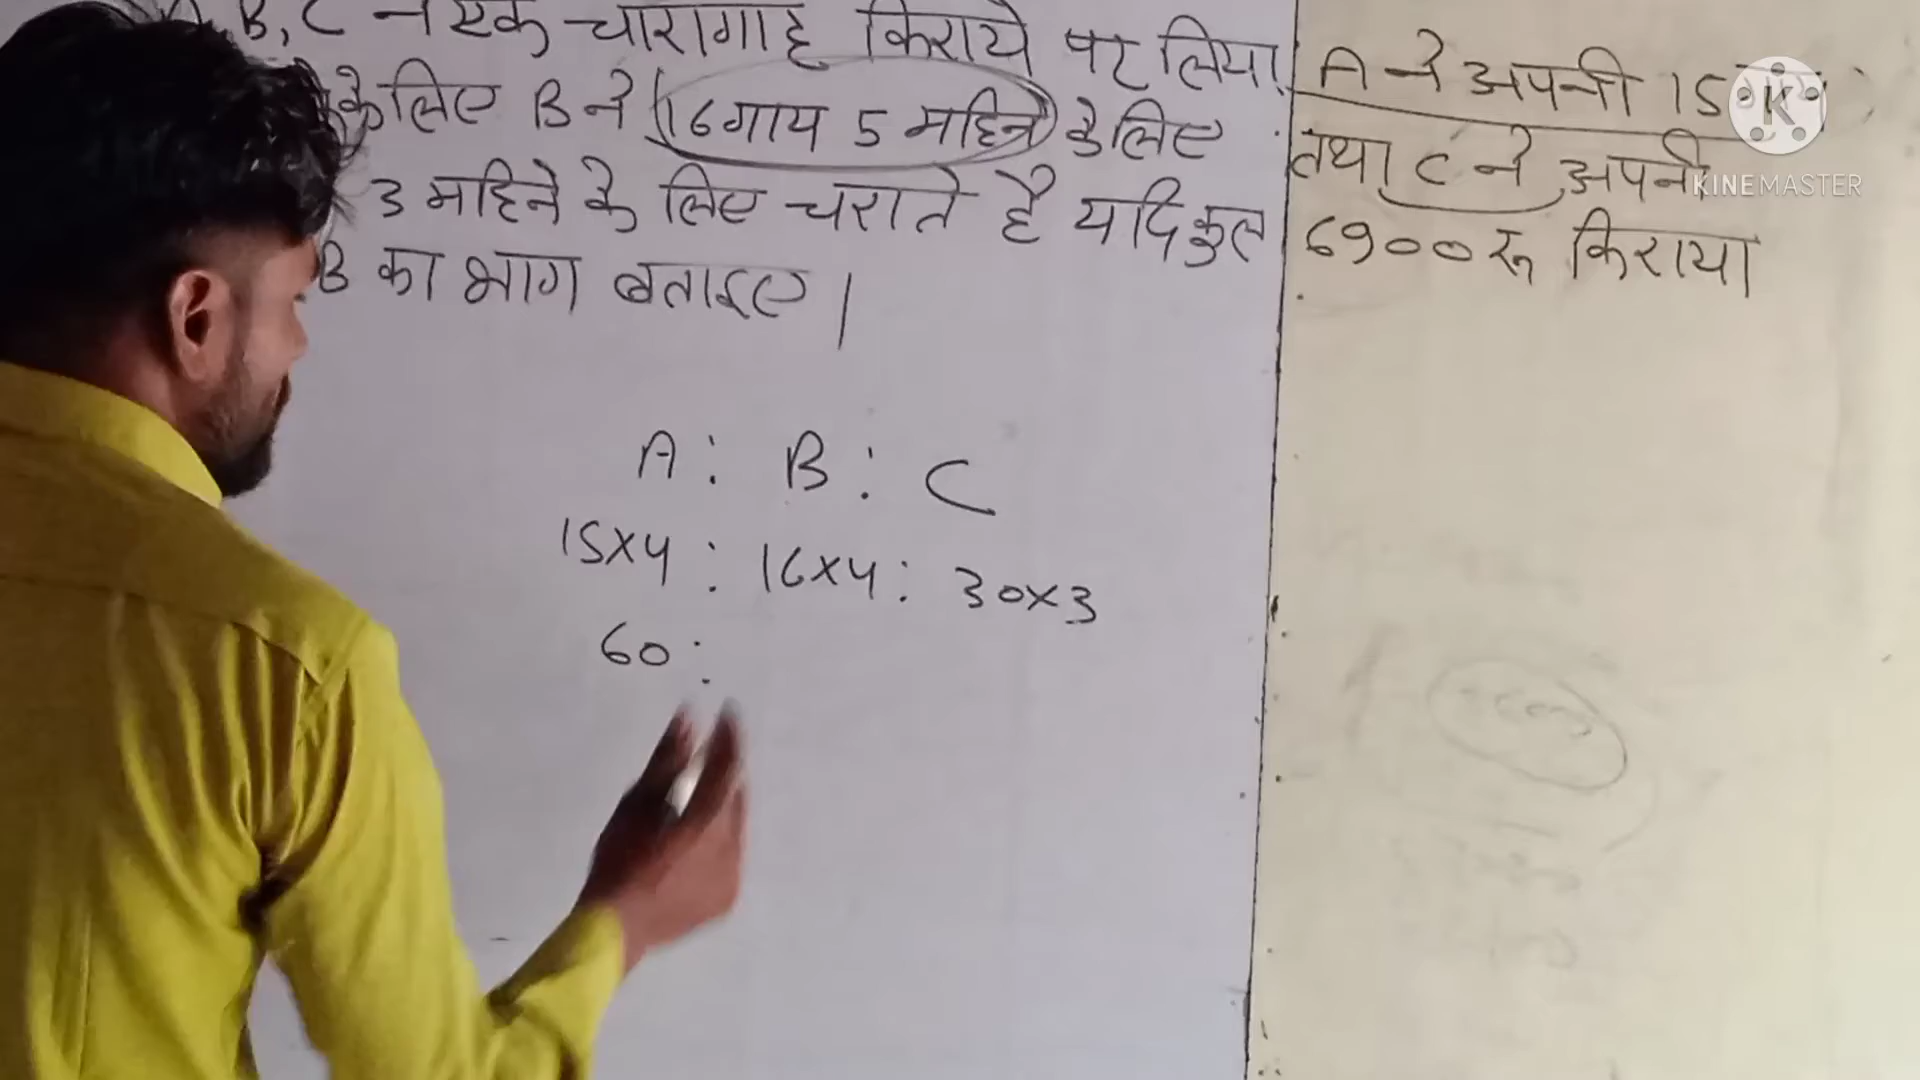 B, C ने एक चारागाह किराये पर लिया. A ने अपनी 15
के लिए B ने 16 गाय 5 महिने के लिए तथा C ने अपनी
3 महिने के लिए चराते है यदि कुल 6900 रू किराया
B का भाग बताइए।
A : B : C
15×4 : 16×4 : 30×3
60 :
K
KINEMASTER